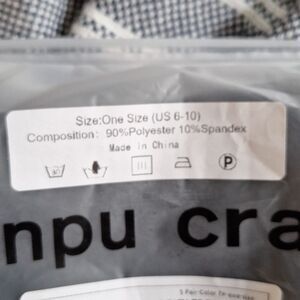 Size:One Size (US 6-10)
Composition: 90%Polyester 10%Spandex
Made in China
P
npu cra